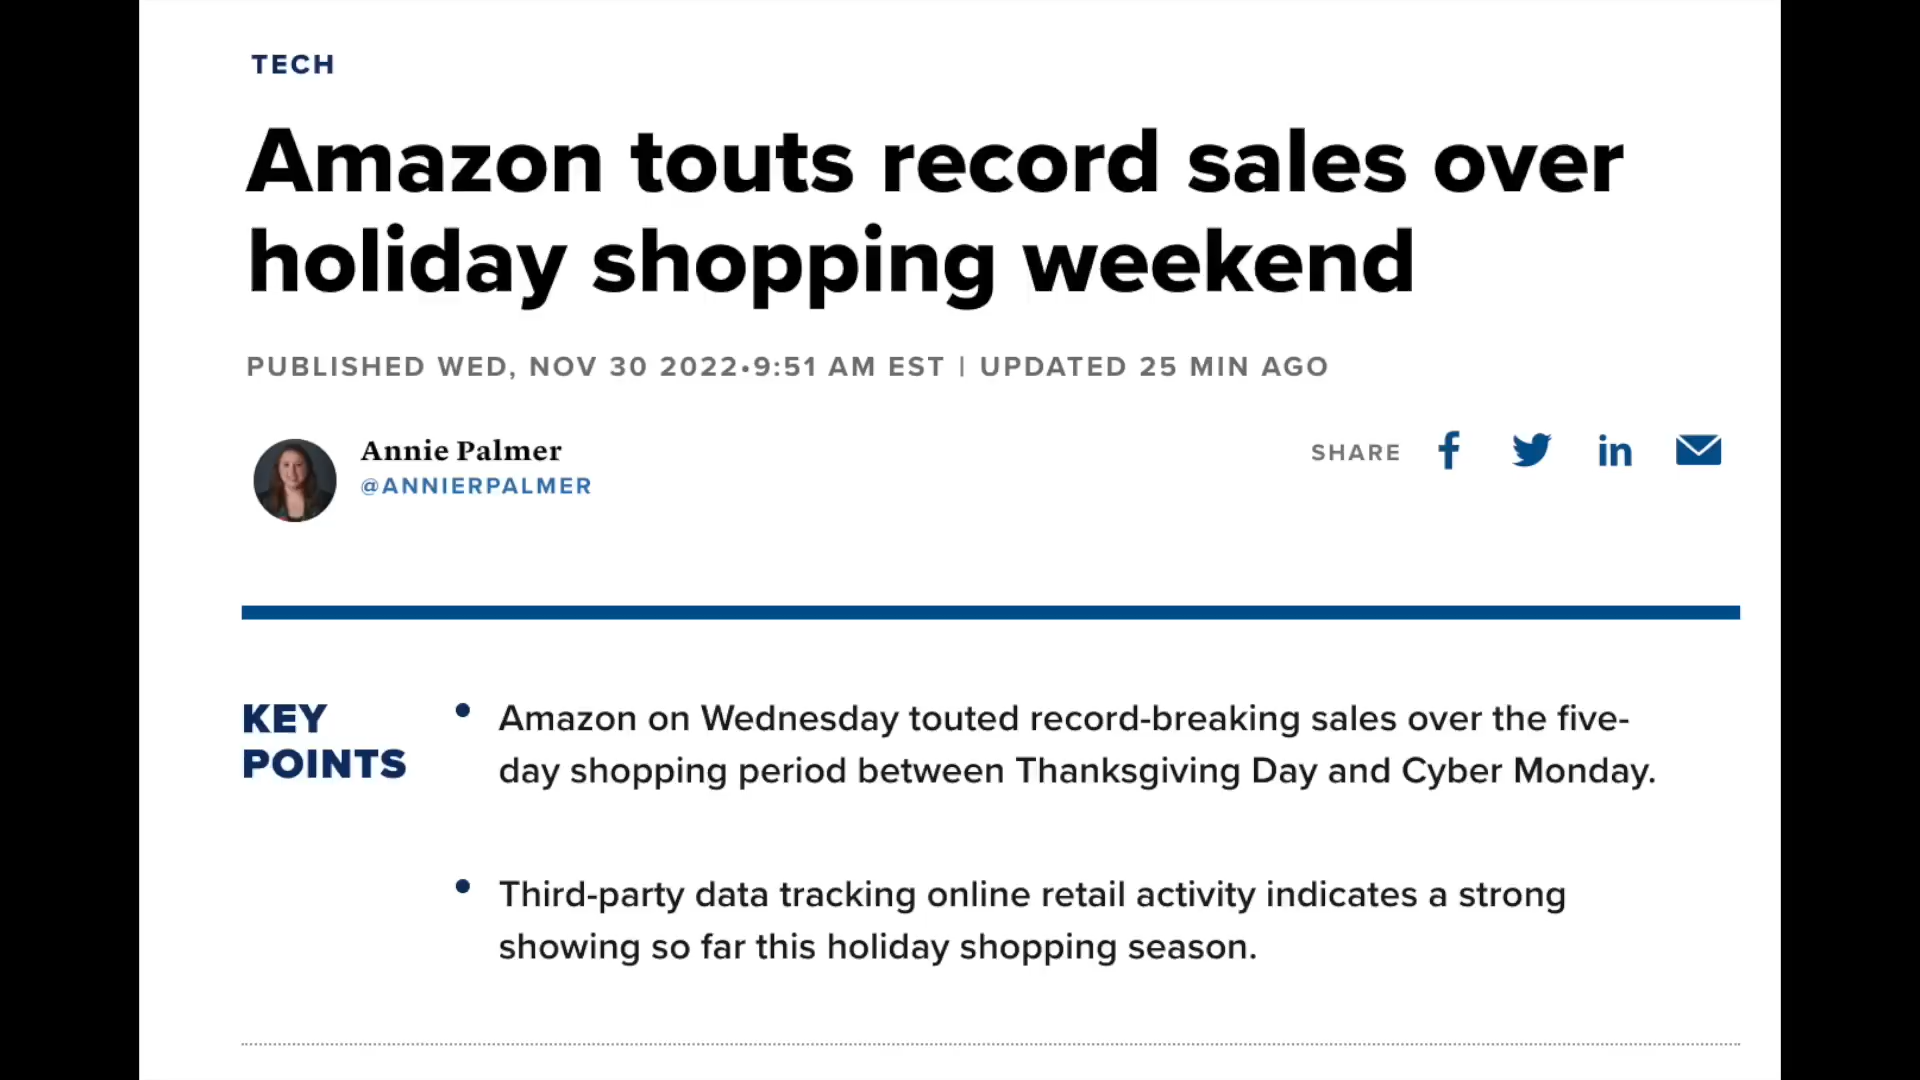 TECH
Amazon touts record sales over
holiday shopping weekend
PUBLISHED WED, NOV 30 2022•9:51 AM EST | UPDATED 25 MIN AGO
Annie Palmer
@ANNIERPALMER
SHARE f in
KEY
POINTS
• Amazon on Wednesday touted record-breaking sales over the five-
day shopping period between Thanksgiving Day and Cyber Monday.
• Third-party data tracking online retail activity indicates a strong
showing so far this holiday shopping season.